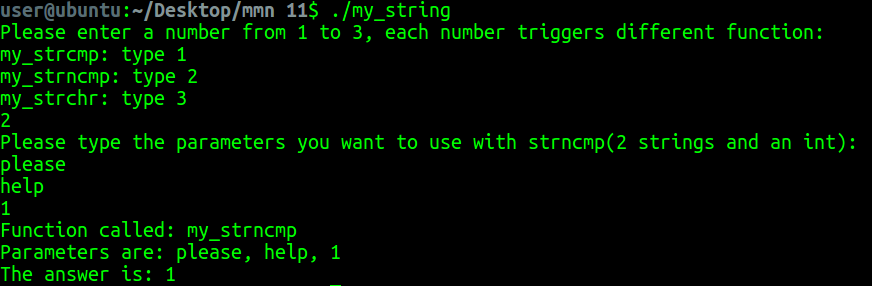 user@ubuntu:~/Desktop/mmn 11$ ./my_string
Please enter a number from 1 to 3, each number triggers different function:
my_strcmp: type 1
my_strncmp: type 2
my_strchr: type 3
2
Please type the parameters you want to use with strncmp(2 strings and an int):
please
help
1
Function called: my_strncmp
Parameters are: please, help, 1
The answer is: 1